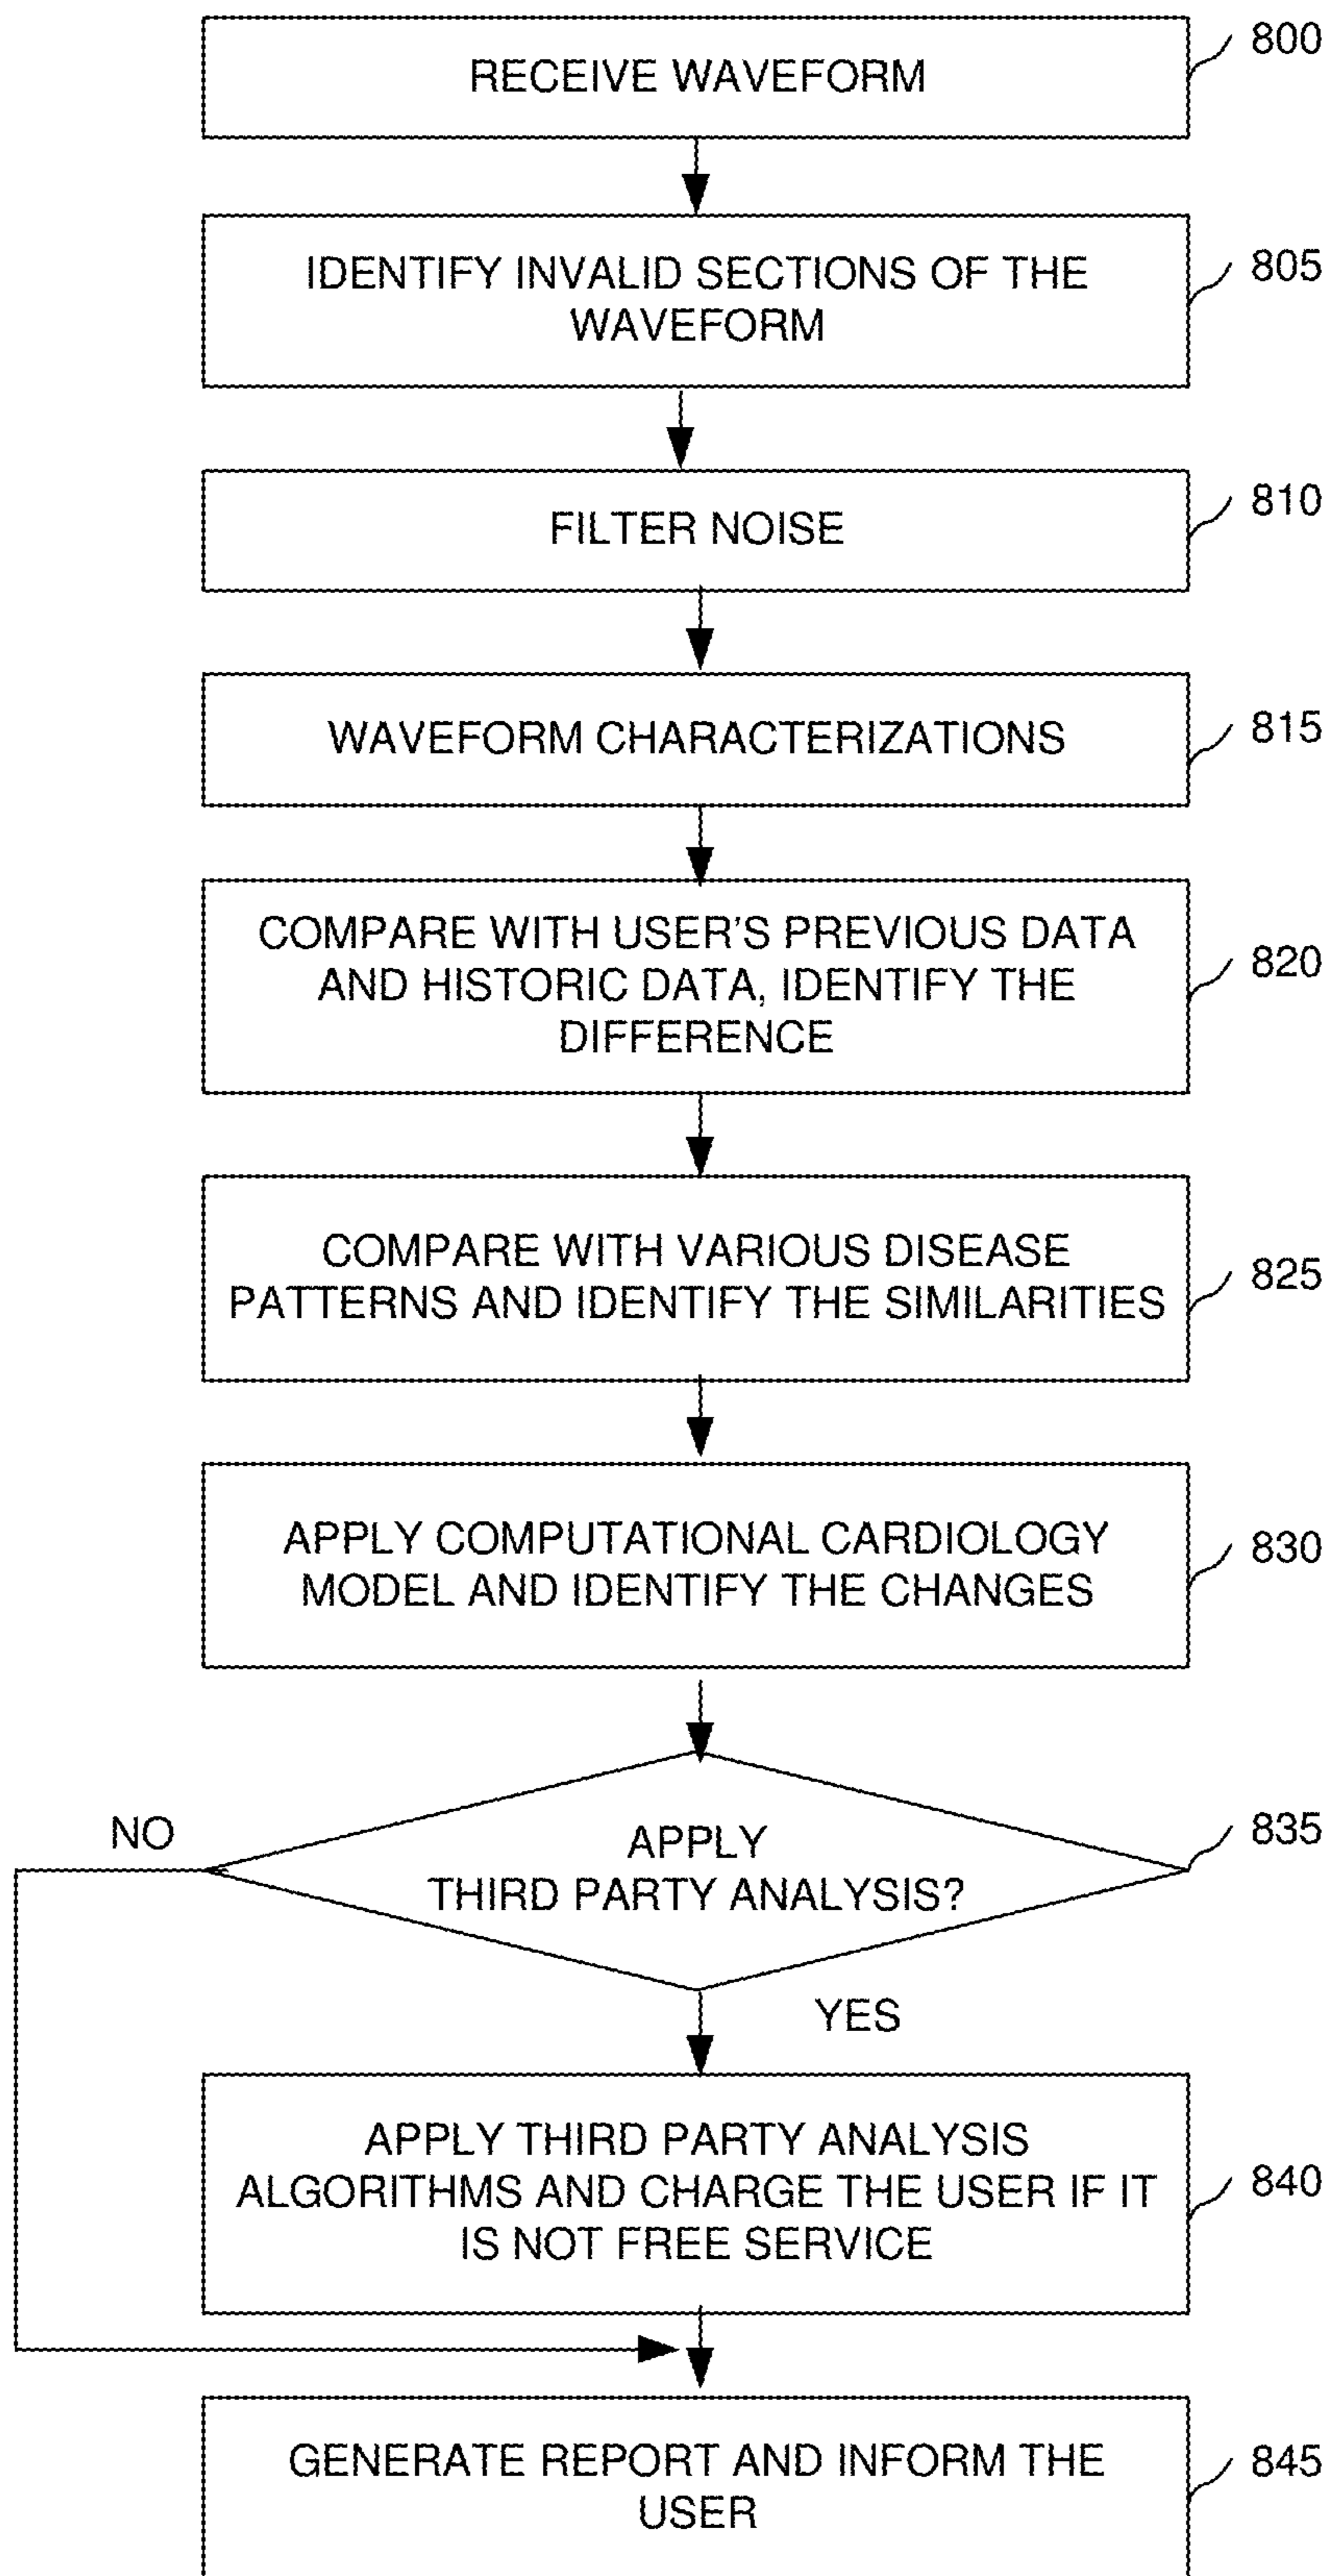 RECEIVE WAVEFORM
800
IDENTIFY INVALID SECTIONS OF THE
WAVEFORM
805
FILTER NOISE
810
WAVEFORM CHARACTERIZATIONS
815
COMPARE WITH USER'S PREVIOUS DATA
AND HISTORIC DATA, IDENTIFY THE
DIFFERENCE
820
COMPARE WITH VARIOUS DISEASE
PATTERNS AND IDENTIFY THE SIMILARITIES
825
APPLY COMPUTATIONAL CARDIOLOGY
MODEL AND IDENTIFY THE CHANGES
830
NO
APPLY
THIRD PARTY ANALYSIS?
835
YES
APPLY THIRD PARTY ANALYSIS
ALGORITHMS AND CHARGE THE USER IF IT
IS NOT FREE SERVICE
840
GENERATE REPORT AND INFORM THE
USER
845